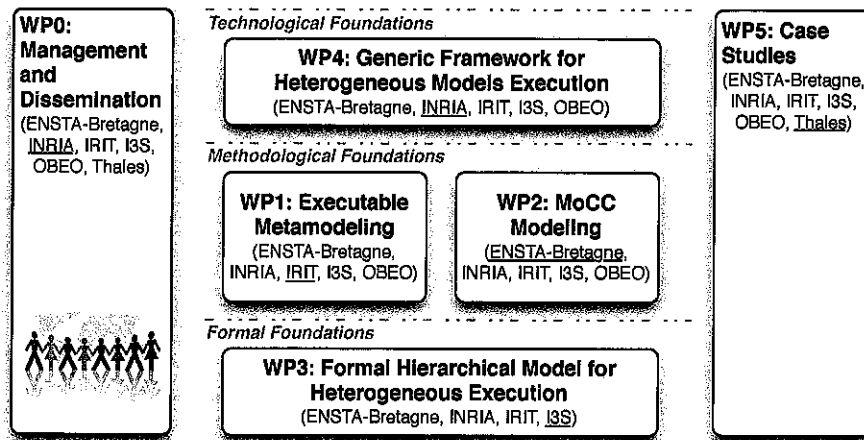 WP0:
Management
and
Dissemination
(ENSTA-Bretagne,
INRIA, IRIT, I3S,
OBEO, Thales)
Technological Foundations
WP4: Generic Framework for
Heterogeneous Models Execution
(ENSTA-Bretagne, INRIA, IRIT, I3S, OBEO)
Methodological Foundations
WP1: Executable
Metamodeling
(ENSTA-Bretagne,
INRIA, IRIT, I3S, OBEO)
WP2: MoCC
Modeling
(ENSTA-Bretagne,
INRIA, IRIT, I3S, OBEO)
Formal Foundations
WP3: Formal Hierarchical Model for
Heterogeneous Execution
(ENSTA-Bretagne, INRIA, IRIT, I3S)
WP5: Case
Studies
(ENSTA-Bretagne,
INRIA, IRIT, I3S,
OBEO, Thales)